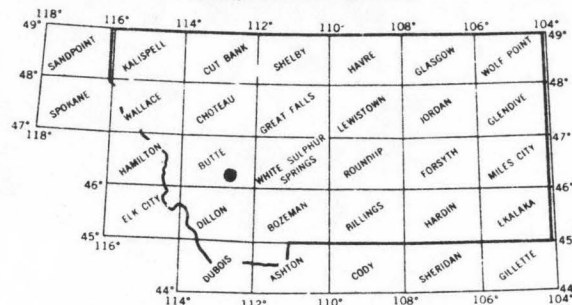 118° 116° 114° 112° 110° 108° 106° 104°
49° 49°
SANDPOINT KALISPELL CUT BANK SHELBY HAVRE GLASGOW WOLF POINT
48° 48°
SPOKANE WALLACE CHOTEAU GREAT FALLS LEWISTOWN JORDAN GLENDIVE
47° 47°
118°
HAMILTON BUTTE WHITE SULPHUR SPRINGS ROUNDUP FORSYTH MILES CITY
46° 46°
ELK CITY DILLON BOZEMAN BILLINGS HARDIN EKALAKA
45° 45°
116°
DUBOIS ASHTON CODY SHERIDAN GILLETTE
44° 44°
114° 112° 110° 108° 106° 104°